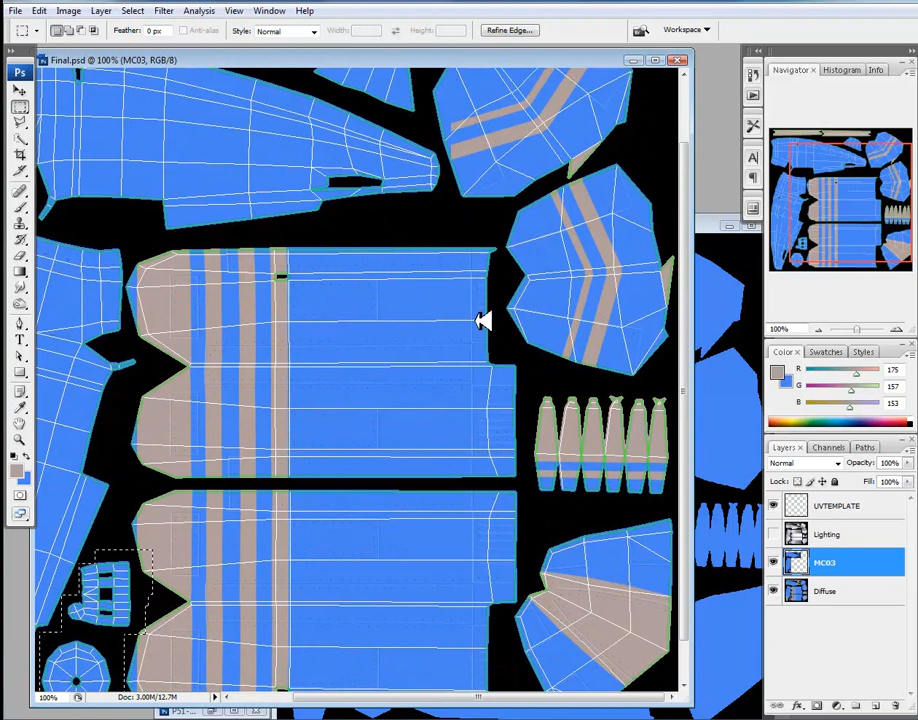 File Edit Image Layer Select Filter Analysis View Window Help
Feather: 0 px Anti-alias Style: Normal Width: Height: Refine Edge... Workspace
Final.psd @ 100% (MC03, RGB/8)
Ps
Navigator × Histogram Info
100%
Color × Swatches Styles
R 175
G 157
B 153
Layers × Channels Paths
Normal Opacity: 100%
Lock: Fill: 100%
UVTEMPLATE
Lighting
MC03
Diffuse
100% Doc: 3.00M/12.7M